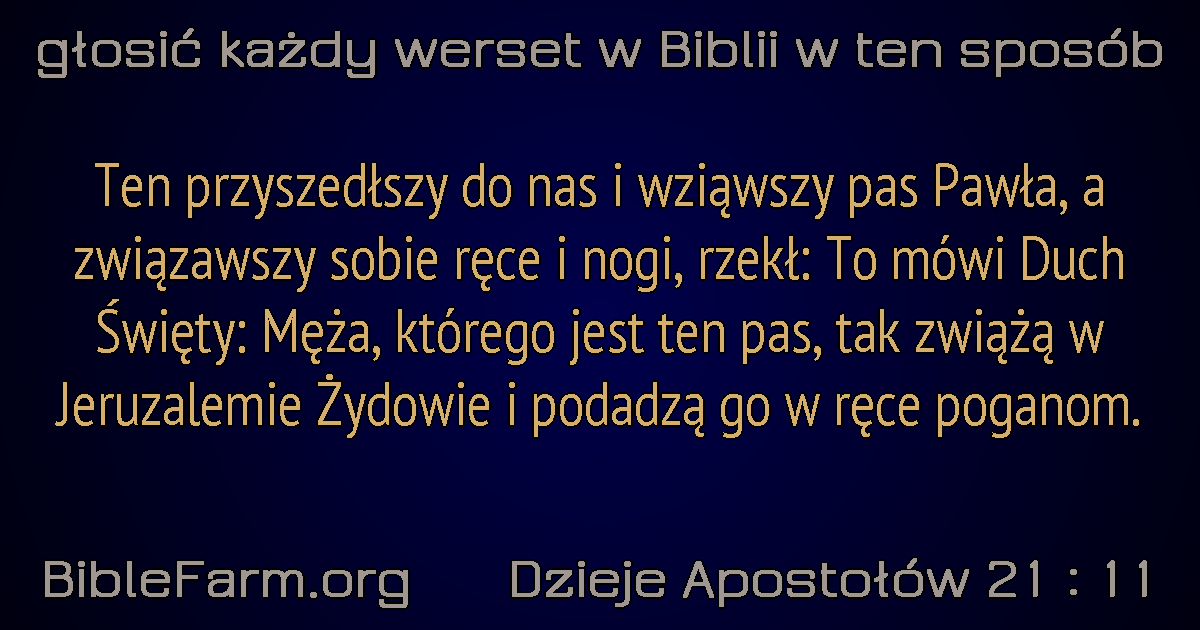 głosić każdy werset w Biblii w ten sposób
Ten przyszedłszy do nas i wziąwszy pas Pawła, a
związawszy sobie ręce i nogi, rzekł: To mówi Duch
Święty: Męża, którego jest ten pas, tak zwiążą w
Jeruzalemie Żydowie i podadzą go w ręce poganom.
BibleFarm.org Dzieje Apostołów 21 : 11